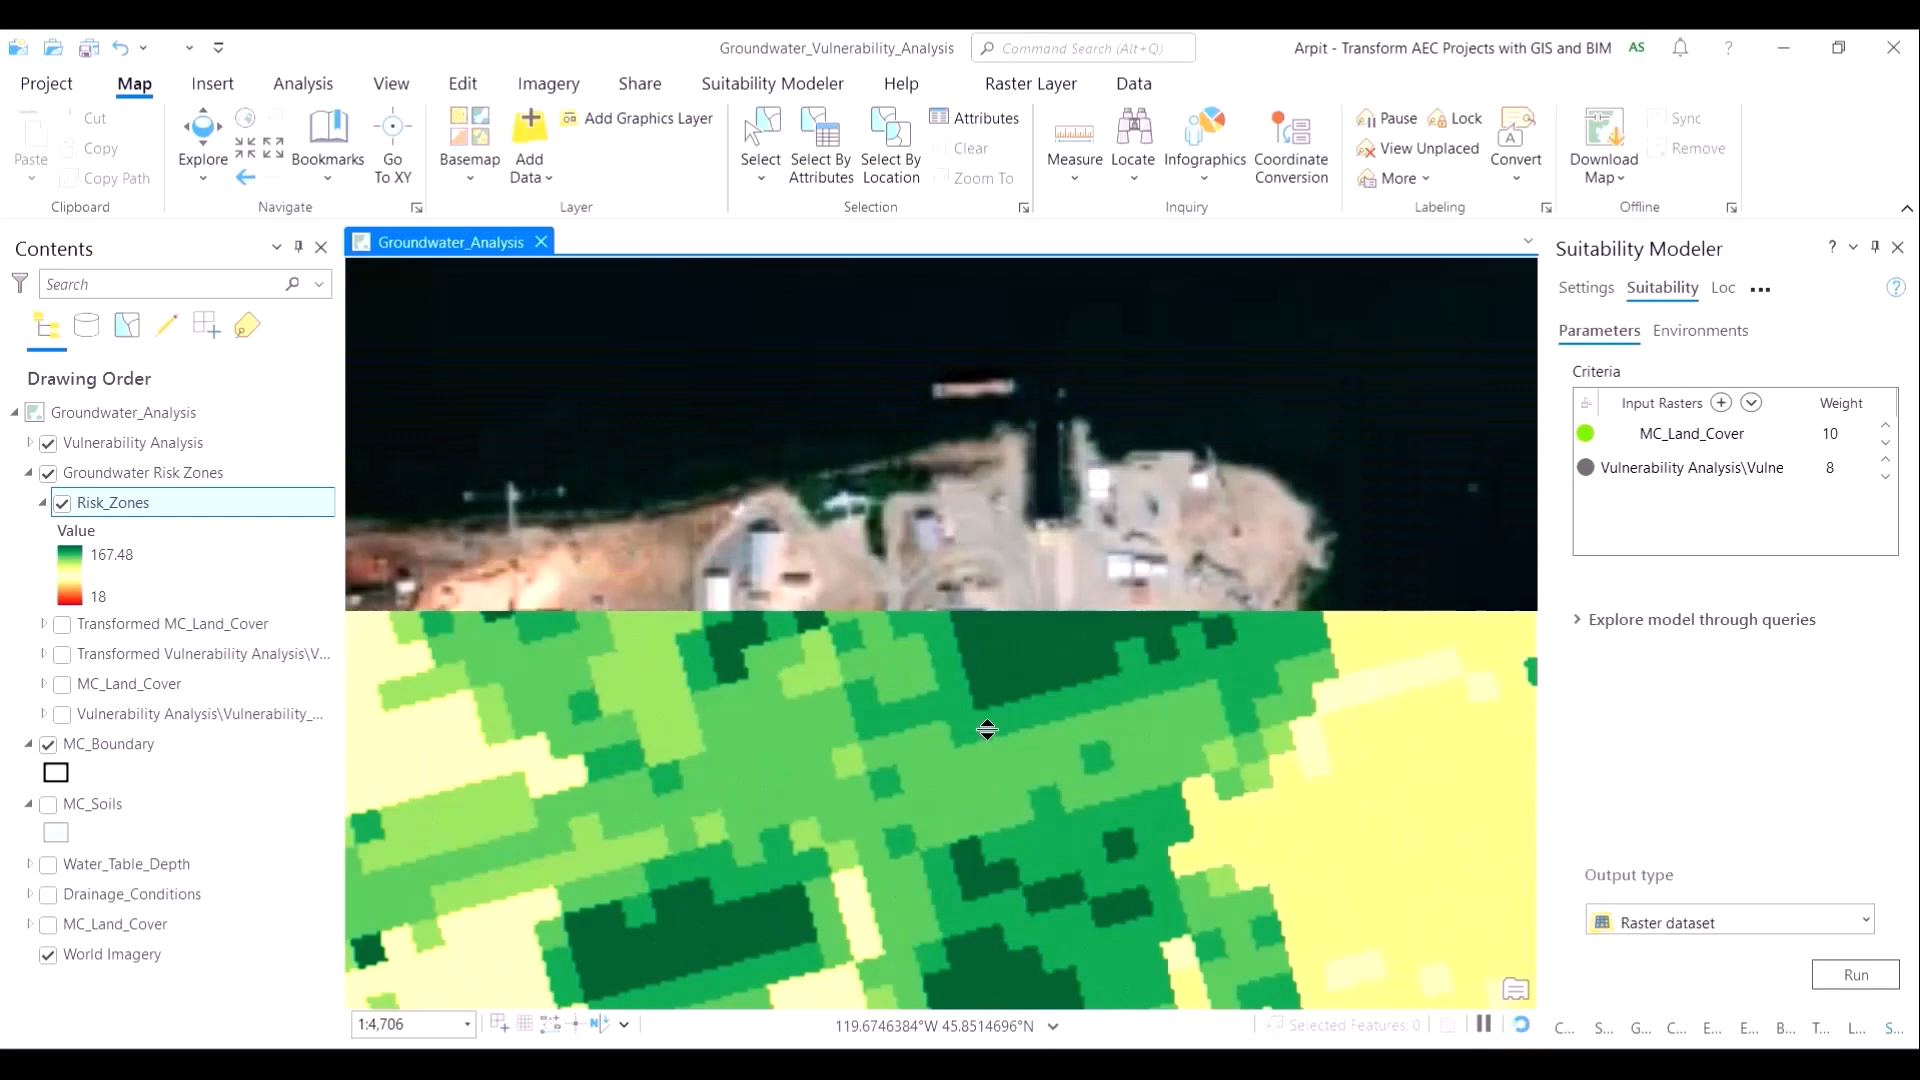 Groundwater_Vulnerability_Analysis
Command Search (Alt+Q)
Arpit - Transform AEC Projects with GIS and BIM
AS
?
Project
Map
Insert
Analysis
View
Edit
Imagery
Share
Suitability Modeler
Help
Raster Layer
Data
Paste
Cut
Copy
Copy Path
Clipboard
Explore
Bookmarks
Go
To XY
Navigate
Basemap
Add
Data
Add Graphics Layer
Layer
Select
Select By
Attributes
Select By
Location
Attributes
Clear
Zoom To
Selection
Measure
Locate
Infographics
Coordinate
Conversion
Inquiry
Pause
Lock
View Unplaced
More
Convert
Labeling
Download
Map
Sync
Remove
Offline
Contents
Search
Drawing Order
Groundwater_Analysis
Vulnerability Analysis
Groundwater Risk Zones
Risk_Zones
Value
167.48
18
Transformed MC_Land_Cover
Transformed Vulnerability Analysis\V...
MC_Land_Cover
Vulnerability Analysis\Vulnerability_...
MC_Boundary
MC_Soils
Water_Table_Depth
Drainage_Conditions
MC_Land_Cover
World Imagery
Groundwater_Analysis
1:4,706
119.6746384°W 45.8514696°N
Selected Features: 0
Suitability Modeler
?
Settings
Suitability
Loc
...
?
Parameters
Environments
Criteria
Input Rasters
Weight
MC_Land_Cover
10
Vulnerability Analysis\Vulne
8
Explore model through queries
Output type
Raster dataset
Run
C...
S...
G...
C...
E...
E...
B...
T...
L...
S...